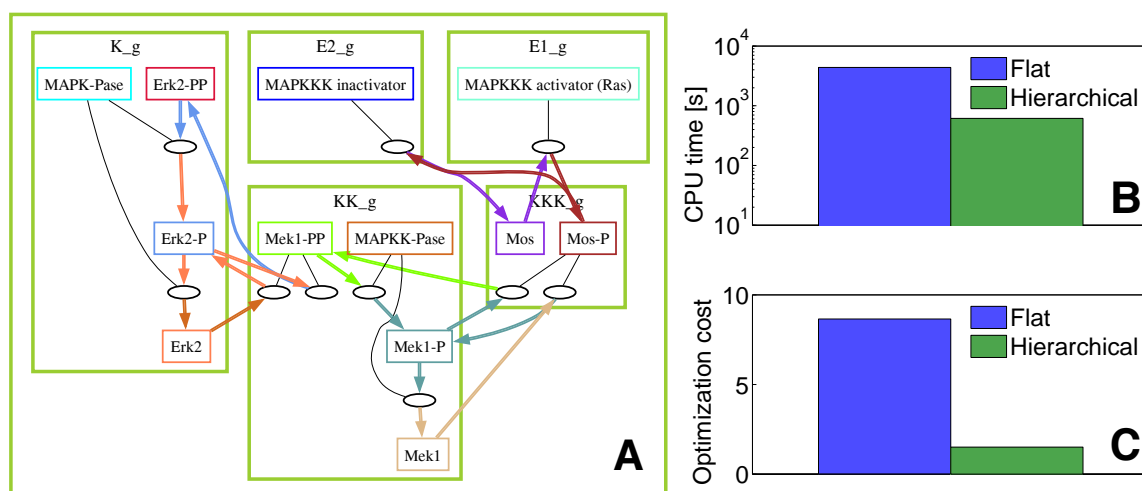 K_g
E2_g
E1_g
MAPK-Pase
Erk2-PP
MAPKKK inactivator
MAPKKK activator (Ras)
KK_g
KKK_g
Erk2-P
Mek1-PP
MAPKK-Pase
Mos
Mos-P
Erk2
Mek1-P
Mek1
A
CPU time [s]
10^4
10^3
10^2
10^1
Flat
Hierarchical
B
Optimization cost
10
5
0
Flat
Hierarchical
C